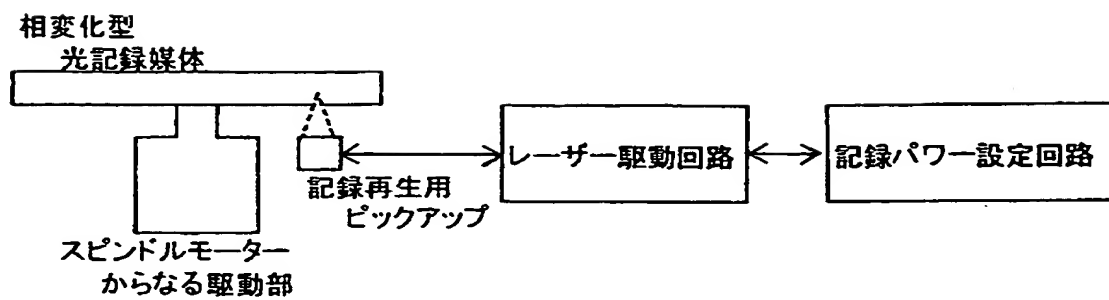 相変化型
光記録媒体
レーザー駆動回路
記録パワー設定回路
記録再生用
ピックアップ
スピンドルモーター
からなる駆動部